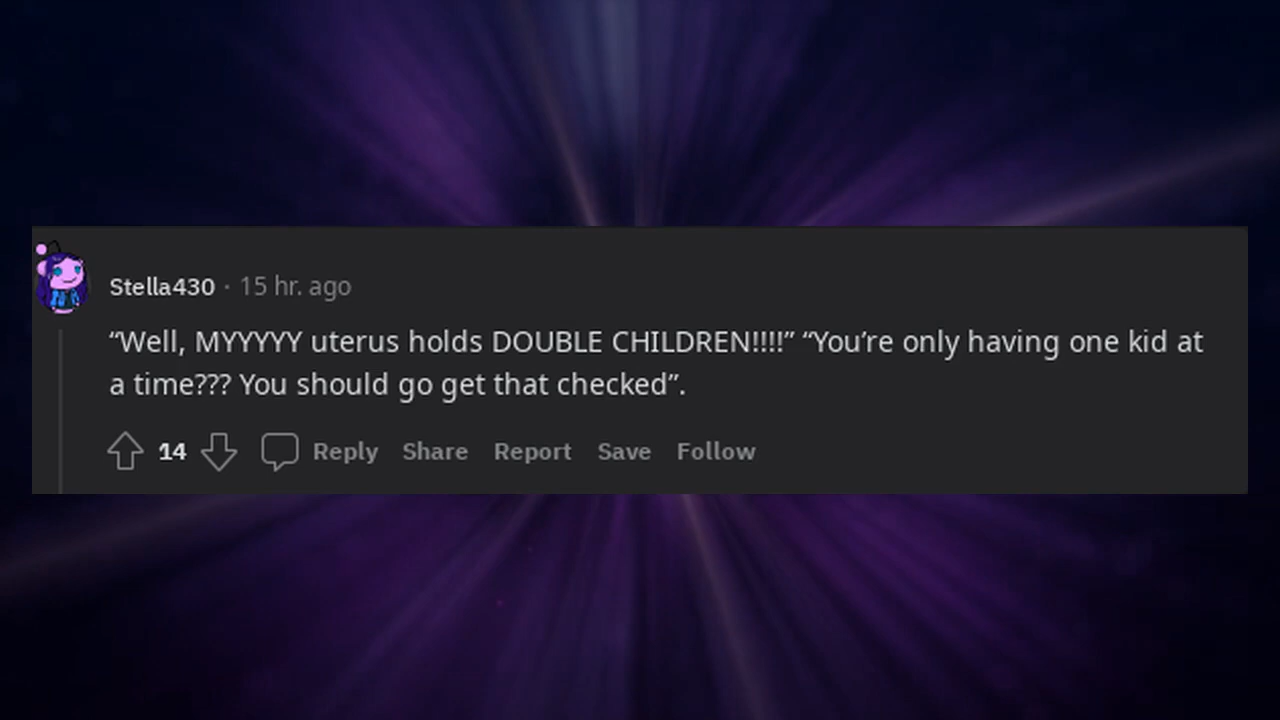 Stella430 · 15 hr. ago
“Well, MYYYYY uterus holds DOUBLE CHILDREN!!!!” “You’re only having one kid at
a time??? You should go get that checked”.
14 Reply Share Report Save Follow